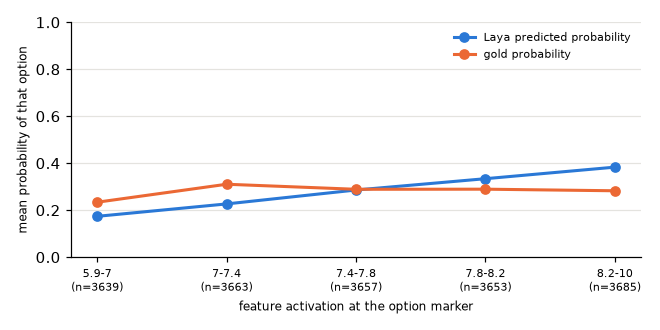 1.0
0.8
0.6
0.4
0.2
0.0
mean probability of that option
Laya predicted probability
gold probability
5.9-7
(n=3639)
7-7.4
(n=3663)
7.4-7.8
(n=3657)
7.8-8.2
(n=3653)
8.2-10
(n=3685)
feature activation at the option marker